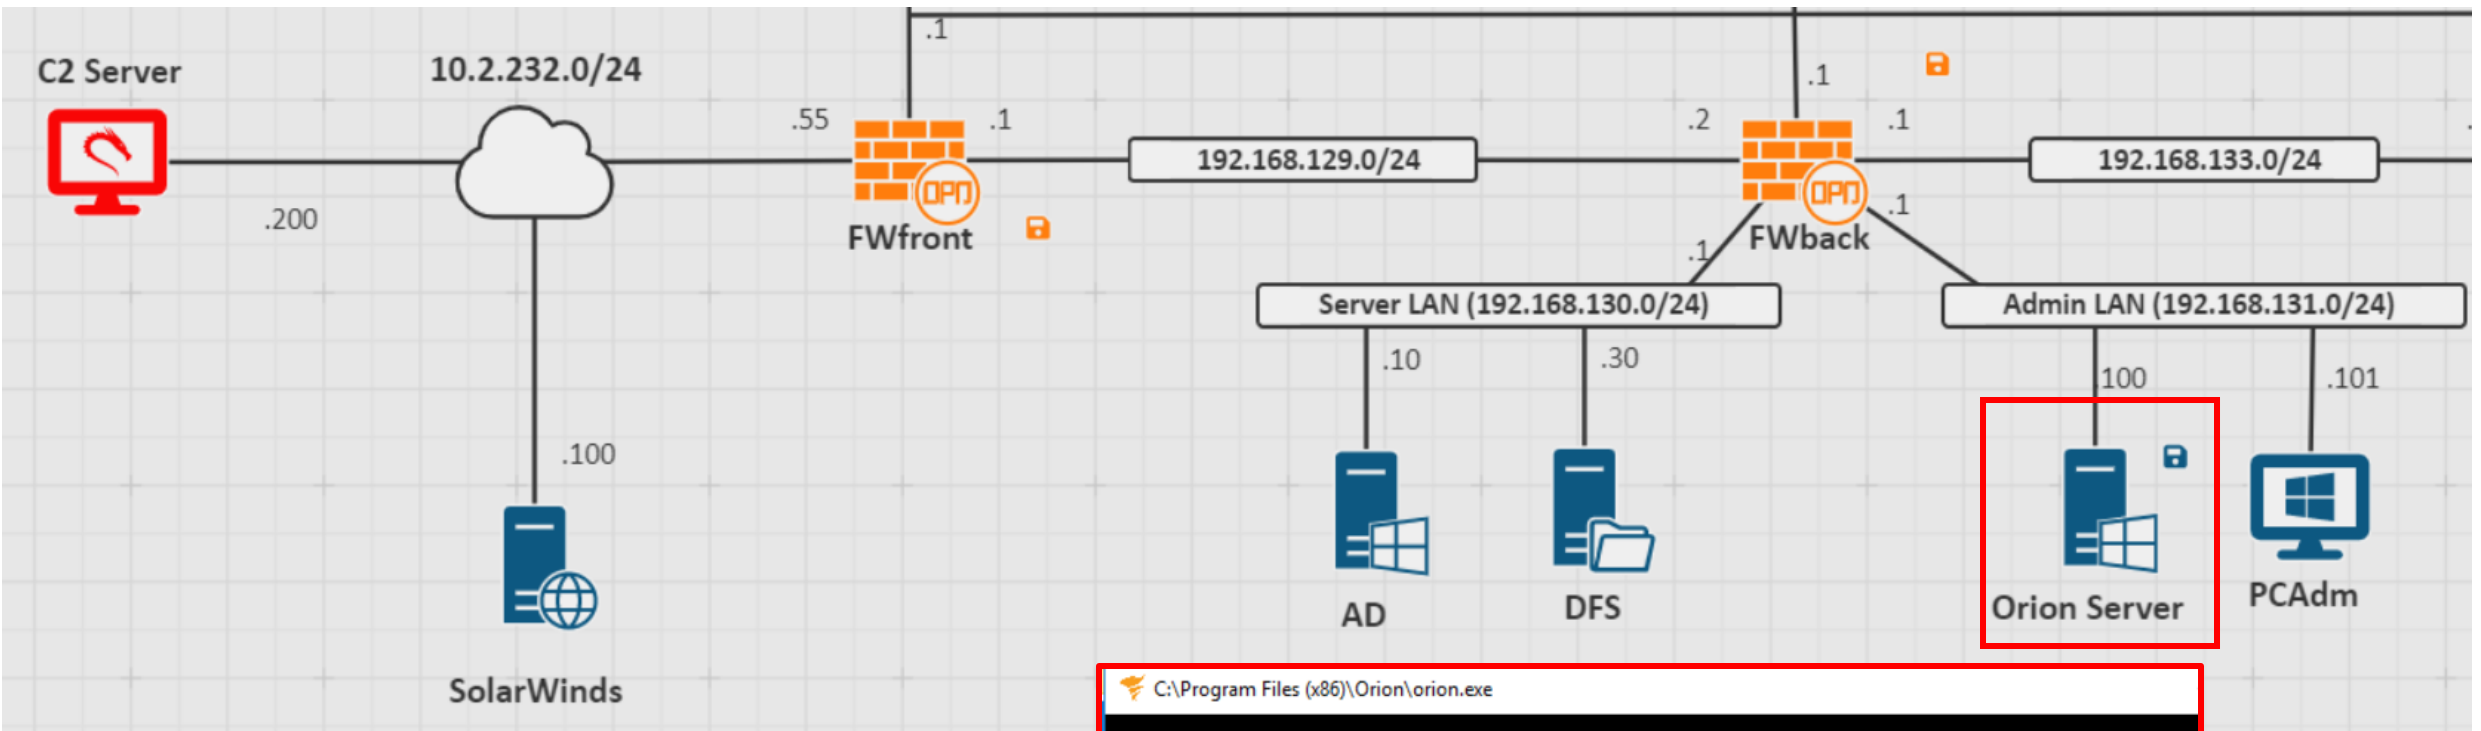 .1
C2 Server
10.2.232.0/24
.1
.55
.1
.2
.1
192.168.129.0/24
192.168.133.0/24
OPN
OPN
.200
.1
FWfront
FWback
.1
Server LAN (192.168.130.0/24)
Admin LAN (192.168.131.0/24)
.10
.30
.100
.101
.100
AD
DFS
Orion Server
PCAdm
SolarWinds
C:\Program Files (x86)\Orion\orion.exe